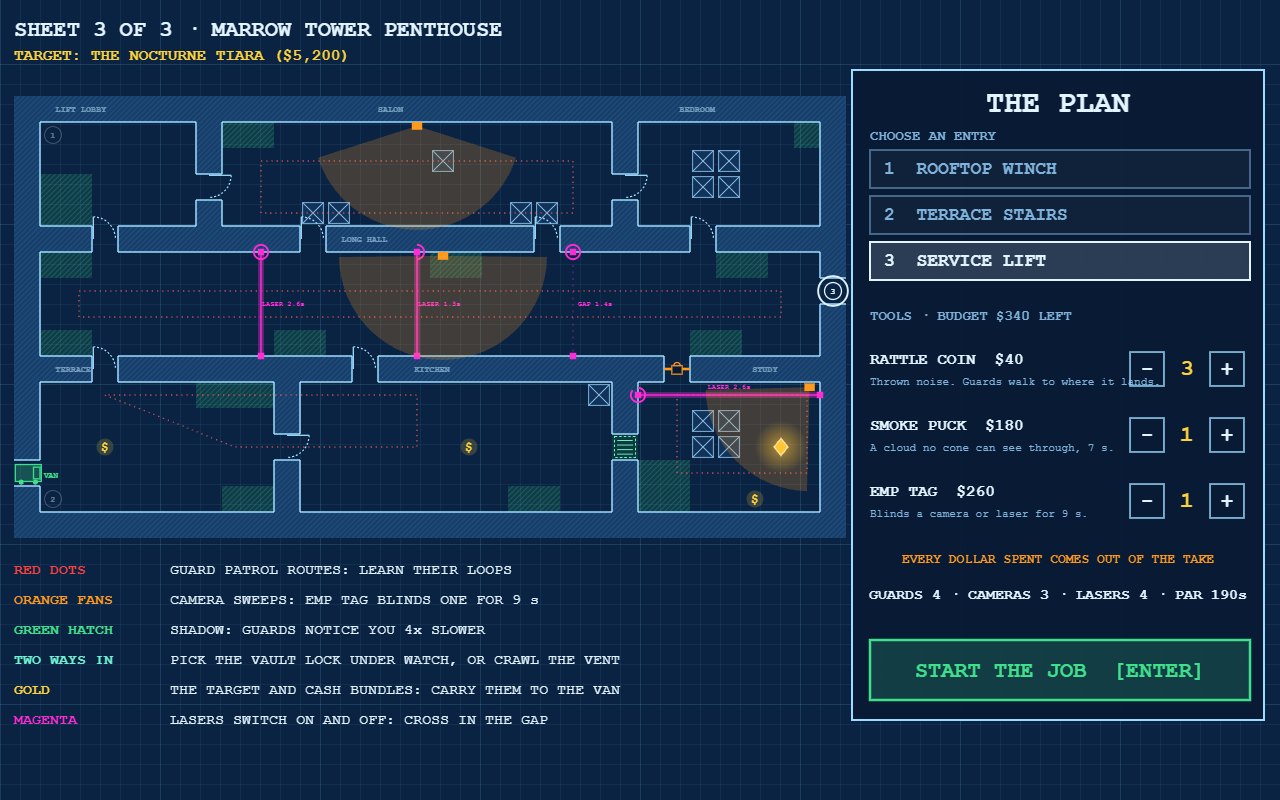 SHEET 3 OF 3 · MARROW TOWER PENTHOUSE
TARGET: THE NOCTURNE TIARA ($5,200)
LIFT LOBBY
SALON
BEDROOM
1
LONG HALL
LASER 2.6s
LASER 1.3s
GAP 1.4s
3
TERRACE
KITCHEN
STUDY
LASER 2.6s
$
$
VAN
2
$
RED DOTS GUARD PATROL ROUTES: LEARN THEIR LOOPS
ORANGE FANS CAMERA SWEEPS: EMP TAG BLINDS ONE FOR 9 s
GREEN HATCH SHADOW: GUARDS NOTICE YOU 4x SLOWER
TWO WAYS IN PICK THE VAULT LOCK UNDER WATCH, OR CRAWL THE VENT
GOLD THE TARGET AND CASH BUNDLES: CARRY THEM TO THE VAN
MAGENTA LASERS SWITCH ON AND OFF: CROSS IN THE GAP
THE PLAN
CHOOSE AN ENTRY
1 ROOFTOP WINCH
2 TERRACE STAIRS
3 SERVICE LIFT
TOOLS · BUDGET $340 LEFT
RATTLE COIN $40
Thrown noise. Guards walk to where it lands.
− 3 +
SMOKE PUCK $180
A cloud no cone can see through, 7 s.
− 1 +
EMP TAG $260
Blinds a camera or laser for 9 s.
− 1 +
EVERY DOLLAR SPENT COMES OUT OF THE TAKE
GUARDS 4 · CAMERAS 3 · LASERS 4 · PAR 190s
START THE JOB [ENTER]